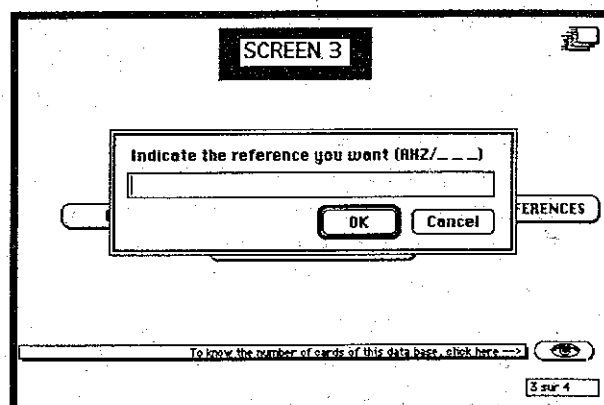 SCREEN 3
Indicate the reference you want (AHZ/_ _ _)
OK
Cancel
FERENCES
To know the number of cards of this data base, click here --->
3 sur 4